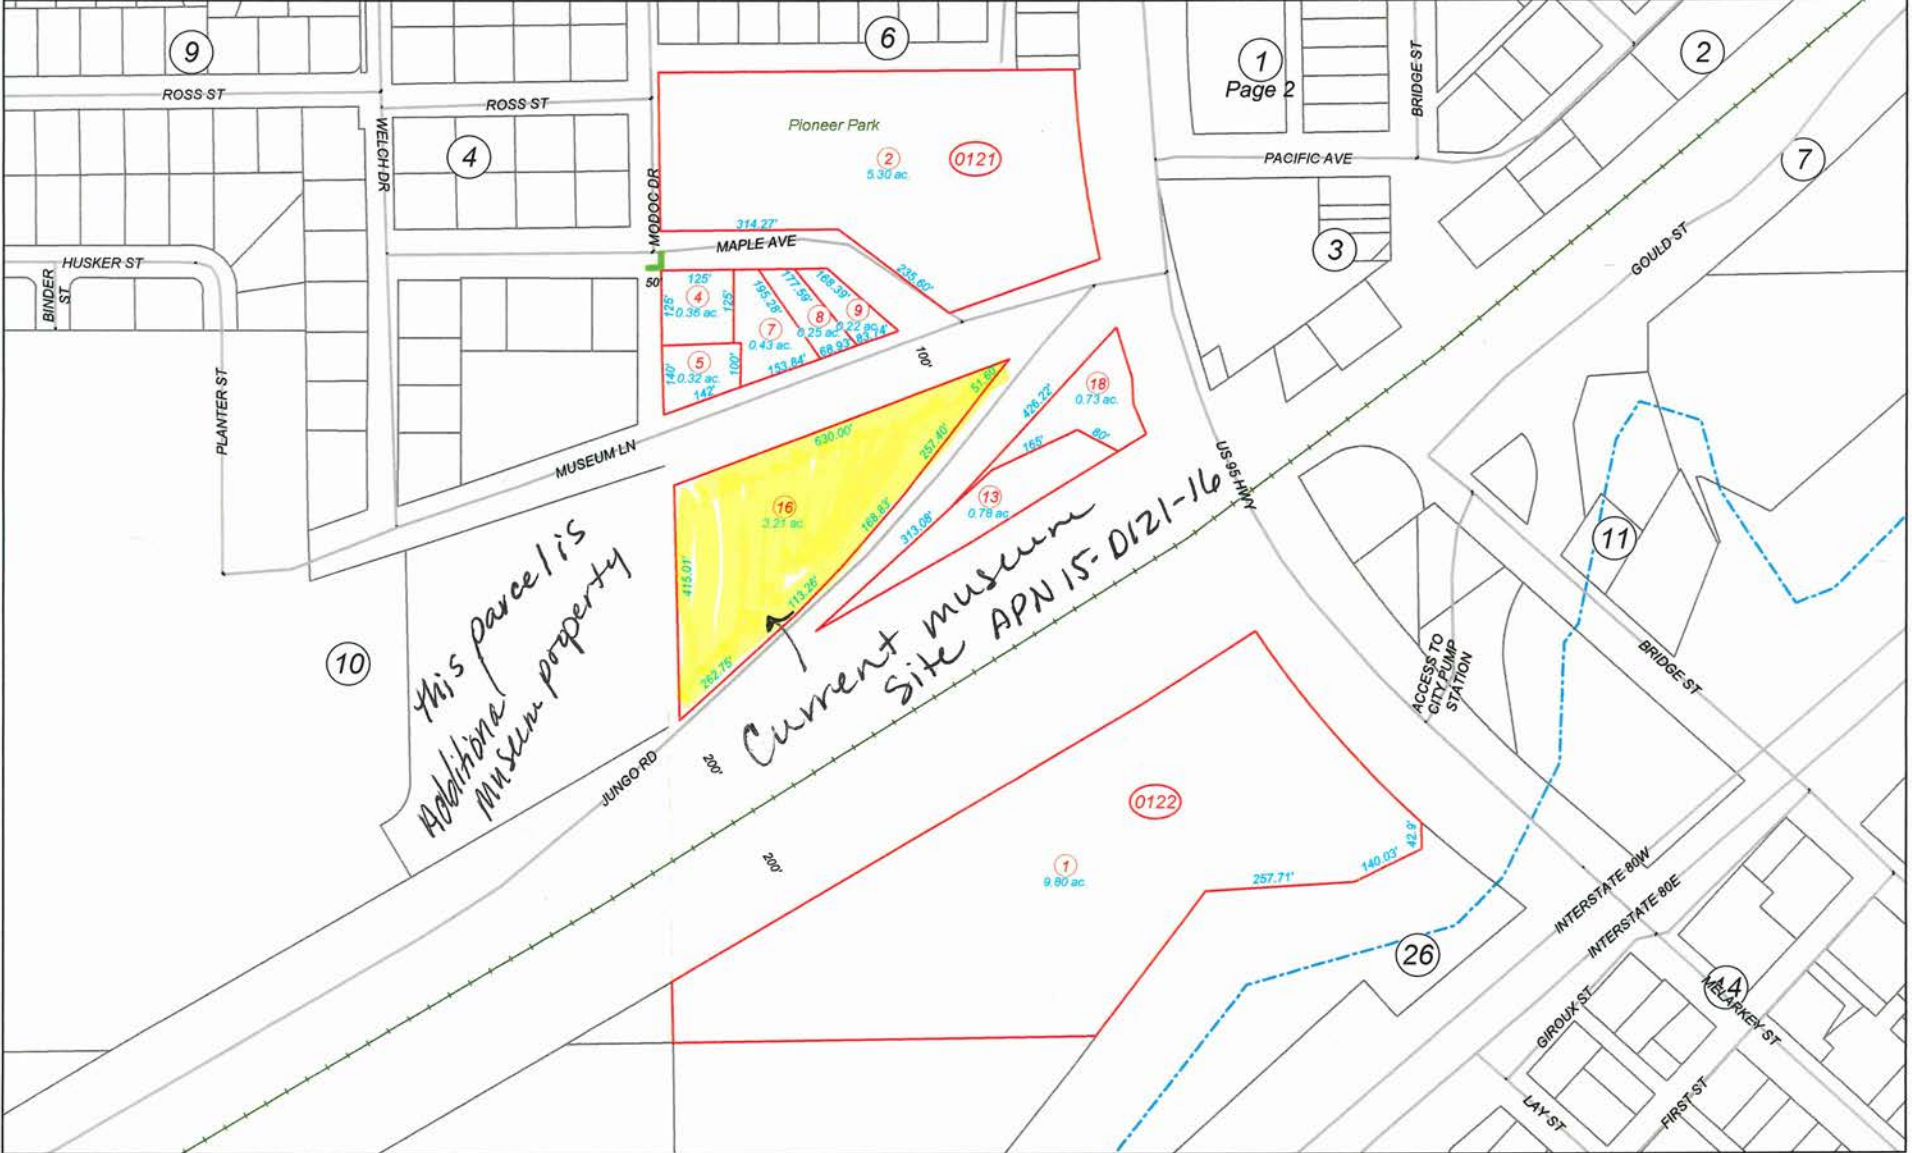 9
6
1
Page 2
2
BRIDGE ST
ROSS ST
ROSS ST
WELCH DR
4
Pioneer Park
2
5.30 ac.
0121
PACIFIC AVE
7
MODOC DR
314.27'
MAPLE AVE
235.60'
3
GOULD ST
HUSKER ST
BINDER ST
50'
125'
4
0.36 ac.
125'
125'
195.28'
177.59'
168.39'
7
0.43 ac.
8
0.25 ac.
9
0.22 ac.
83.74'
68.93'
153.84'
5
0.32 ac.
140'
100'
142'
100'
PLANTER ST
MUSEUM LN
51.60'
630.00'
257.40'
16
3.21 ac.
168.83'
415.01'
113.26'
262.75'
426.22'
18
0.73 ac.
165'
80'
13
0.78 ac.
313.08'
US 95 HWY
11
10
this parcel is
Additional
museum property
Current museum
Site APN 15-0121-16
JUNGO RD
200'
200'
ACCESS TO
CITY PUMP
STATION
BRIDGE ST
0122
1
9.80 ac.
42.9'
140.03'
257.71'
26
INTERSTATE 80W
INTERSTATE 80E
14
MELARKEY ST
GIROUX ST
LAY ST
FIRST ST